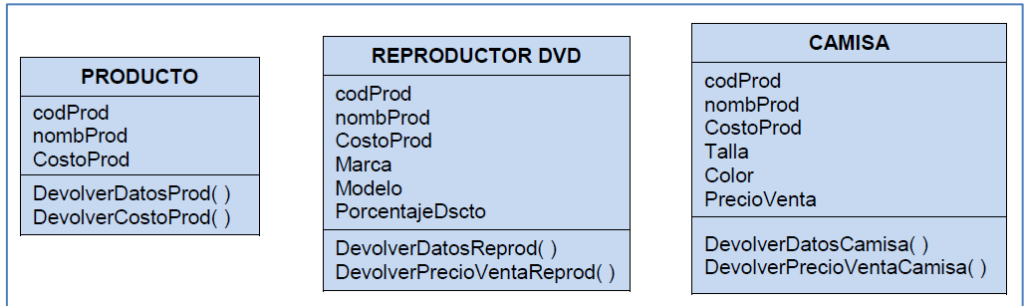 PRODUCTO
codProd
nombProd
CostoProd
DevolverDatosProd( )
DevolverCostoProd( )
REPRODUCTOR DVD
codProd
nombProd
CostoProd
Marca
Modelo
PorcentajeDscto
DevolverDatosReprod( )
DevolverPrecioVentaReprod( )
CAMISA
codProd
nombProd
CostoProd
Talla
Color
PrecioVenta
DevolverDatosCamisa( )
DevolverPrecioVentaCamisa( )